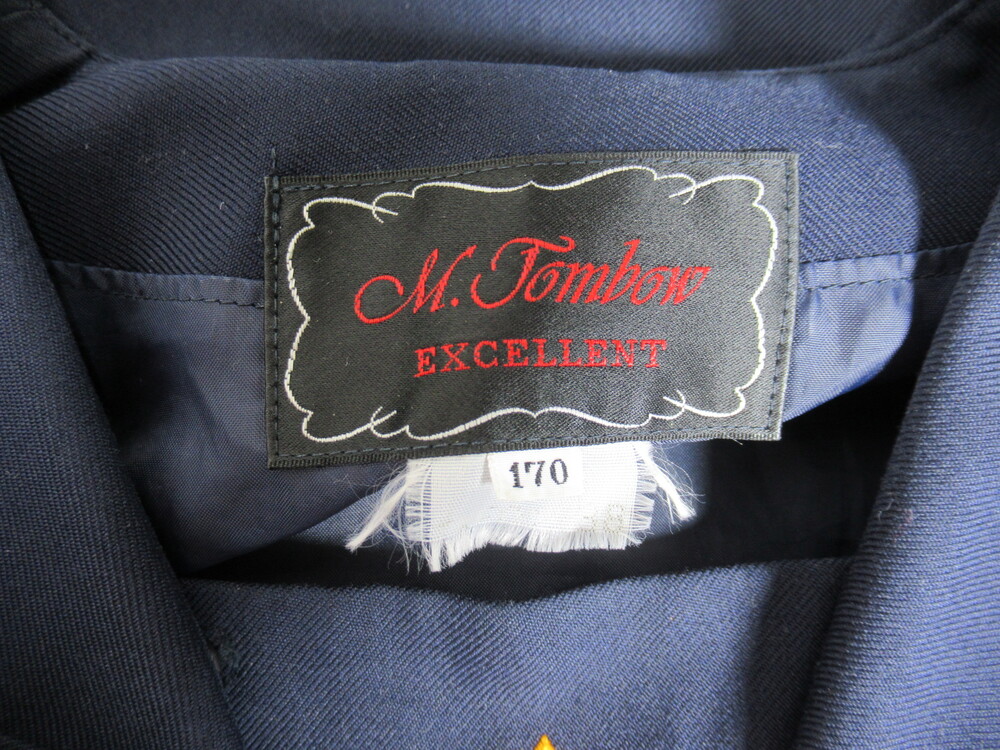 M. Tombow
EXCELLENT
170